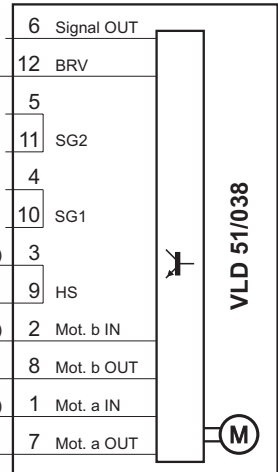 6 Signal OUT
12 BRV
5
11 SG2
4
10 SG1
3
9 HS
2 Mot. b IN
8 Mot. b OUT
1 Mot. a IN
7 Mot. a OUT
VLD 51/038
M